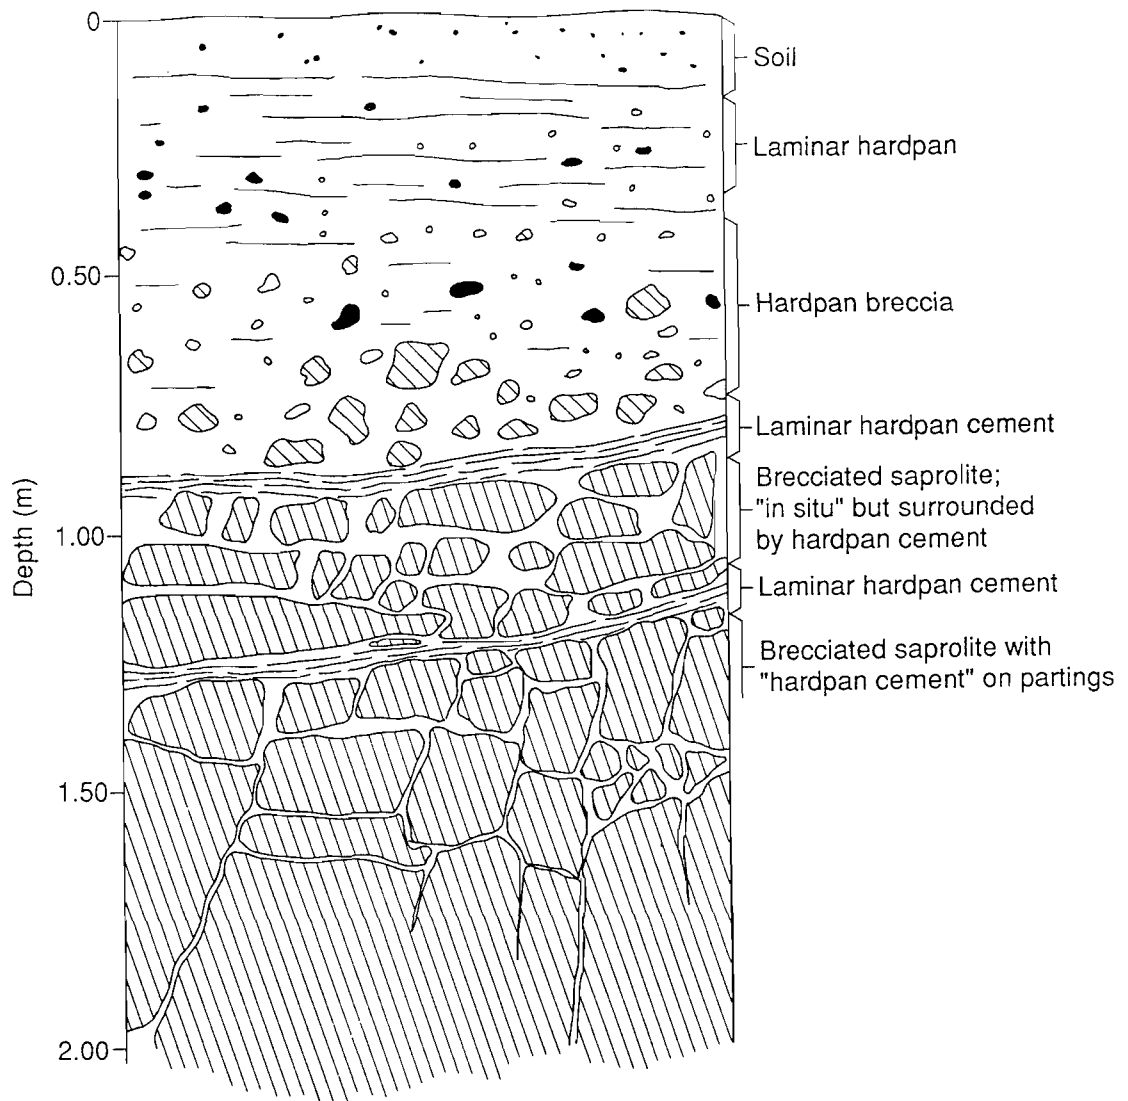 0
Soil
Laminar hardpan
0.50
Hardpan breccia
Laminar hardpan cement
Brecciated saprolite;
"in situ" but surrounded
by hardpan cement
1.00
Depth (m)
Laminar hardpan cement
Brecciated saprolite with
"hardpan cement" on partings
1.50
2.00